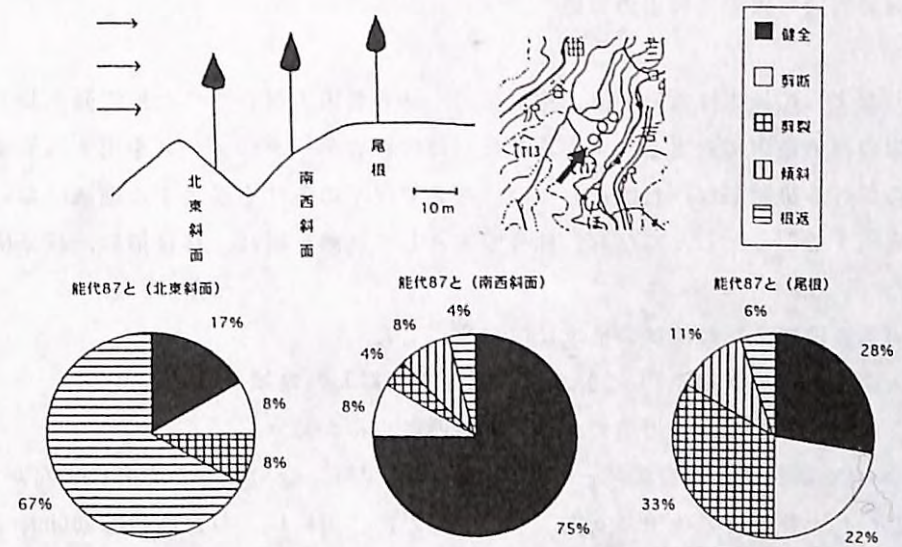 健全
剪断
剪裂
傾斜
根返
北東斜面
南西斜面
尾根
10m
能代87と（北東斜面）
17%
8%
8%
67%
能代87と（南西斜面）
4%
8%
4%
8%
75%
能代87と（尾根）
6%
11%
28%
33%
22%